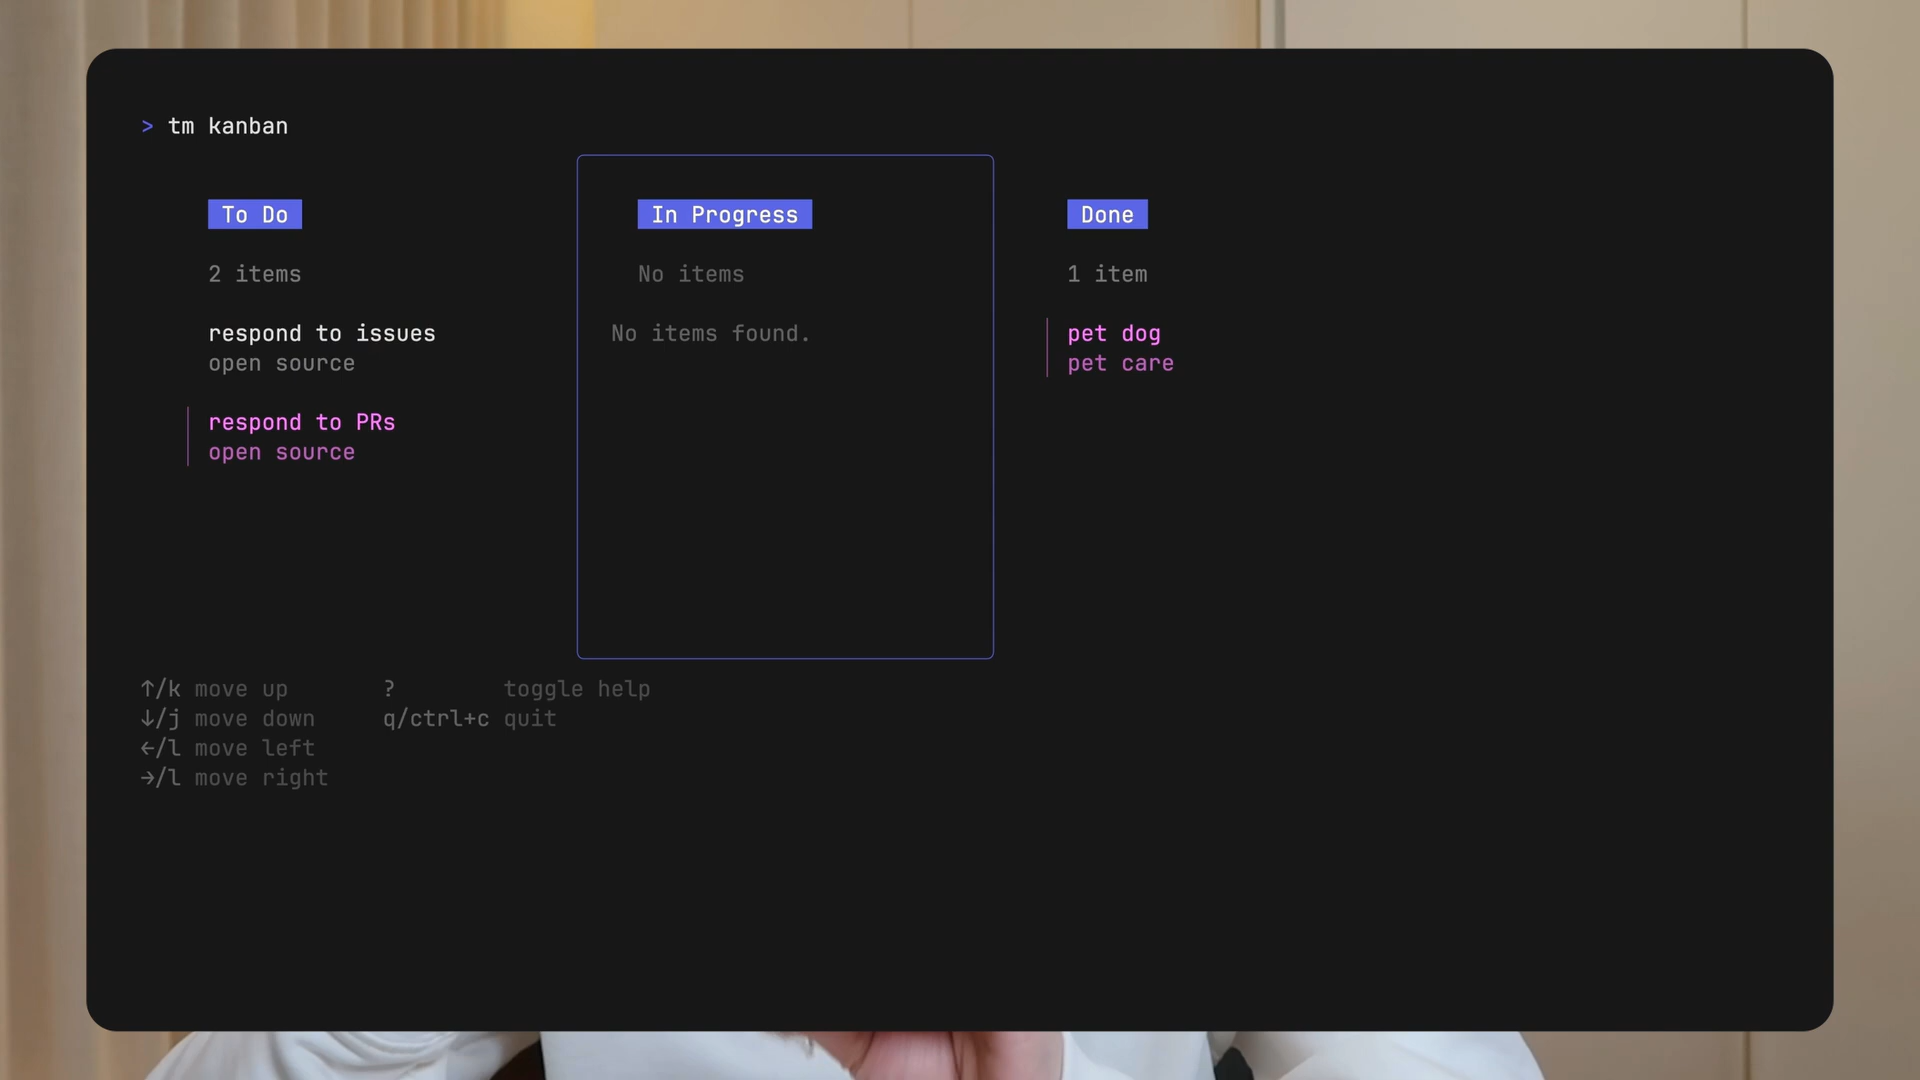 > tm kanban
To Do
2 items
respond to issues
open source
respond to PRs
open source
In Progress
No items
No items found.
Done
1 item
pet dog
pet care
↑/k move up
↓/j move down
←/l move left
→/l move right
? toggle help
q/ctrl+c quit